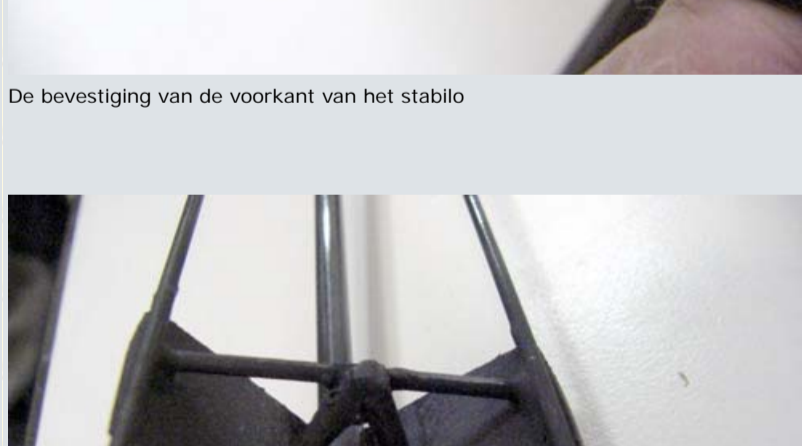 De bevestiging van de voorkant van het stabilo